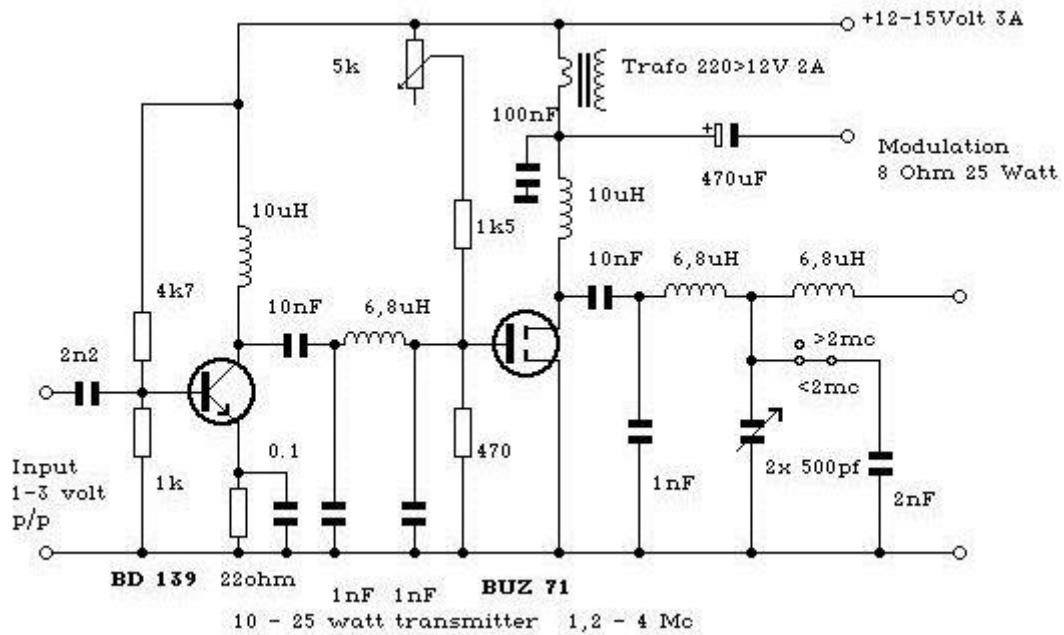 +12-15Volt 3A
5k
Trafo 220>12V 2A
100nF
+
470uF
Modulation
8 Ohm 25 Watt
10uH
1k5
10uH
10nF
6,8uH
6,8uH
4k7
10nF
6,8uH
2n2
>2mc
<2mc
Input
1-3 volt
p/p
1k
0.1
470
1nF
2x 500pf
2nF
BD 139
22ohm
1nF
1nF
BUZ 71
10 - 25 watt transmitter 1,2 - 4 Mc